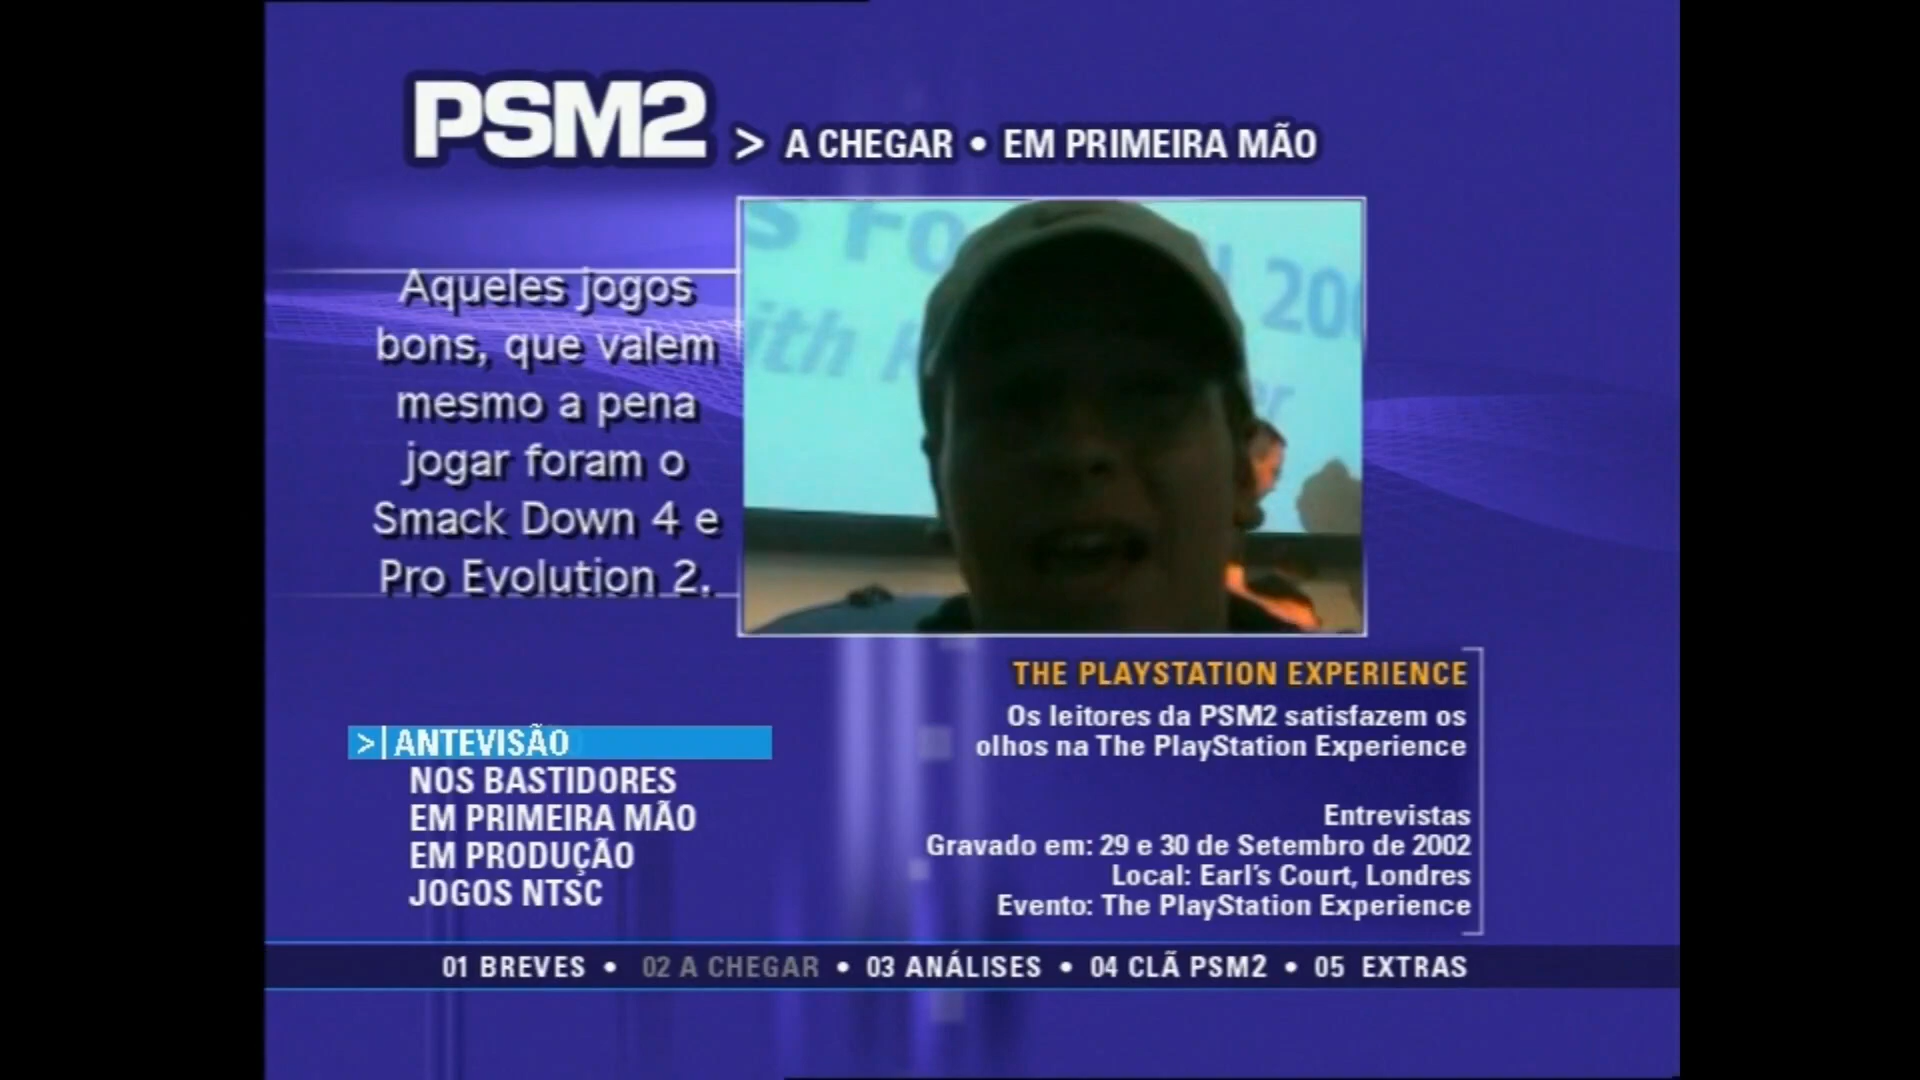 PSM2 > A CHEGAR • EM PRIMEIRA MÃO
Aqueles jogos
bons, que valem
mesmo a pena
jogar foram o
Smack Down 4 e
Pro Evolution 2.
THE PLAYSTATION EXPERIENCE
Os leitores da PSM2 satisfazem os
olhos na The PlayStation Experience
Entrevistas
Gravado em: 29 e 30 de Setembro de 2002
Local: Earl's Court, Londres
Evento: The PlayStation Experience
>| ANTEVISÃO
NOS BASTIDORES
EM PRIMEIRA MÃO
EM PRODUÇÃO
JOGOS NTSC
01 BREVES • 02 A CHEGAR • 03 ANÁLISES • 04 CLÃ PSM2 • 05 EXTRAS